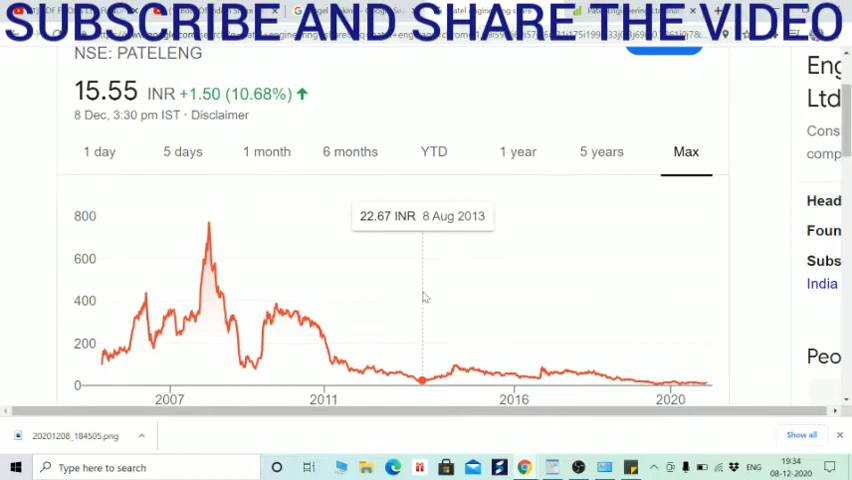 SUBSCRIBE AND SHARE THE VIDEO
NSE: PATELENG
15.55 INR +1.50 (10.68%) ↑
8 Dec, 3:30 pm IST · Disclaimer
1 day 5 days 1 month 6 months YTD 1 year 5 years Max
22.67 INR 8 Aug 2013
800
600
400
200
0
2007 2011 2016 2020
Eng
Ltd
Cons
comp
Head
Foun
Subs
India
Peo
20201208_184505.png
Show all
Type here to search
ENG
19:34
08-12-2020